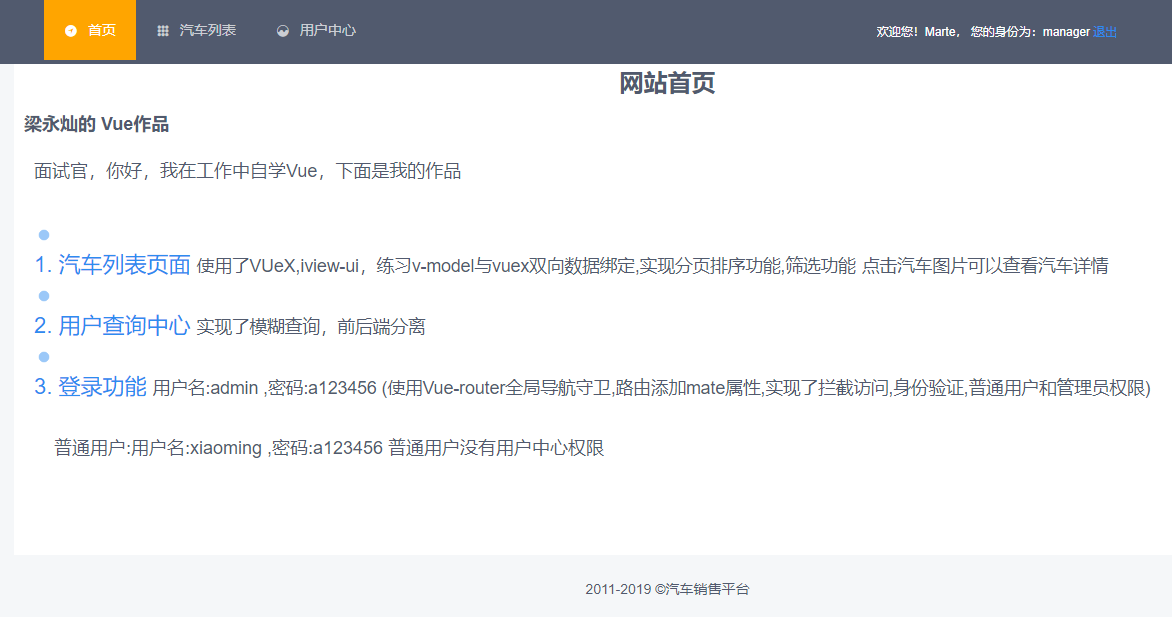 首页 汽车列表 用户中心 欢迎您！Marte， 您的身份为：manager 退出
网站首页
梁永灿的 Vue作品
面试官，你好，我在工作中自学Vue，下面是我的作品
1. 汽车列表页面 使用了VUeX,iview-ui，练习v-model与vuex双向数据绑定,实现分页排序功能,筛选功能 点击汽车图片可以查看汽车详情
2. 用户查询中心 实现了模糊查询，前后端分离
3. 登录功能 用户名:admin ,密码:a123456 (使用Vue-router全局导航守卫,路由添加mate属性,实现了拦截访问,身份验证,普通用户和管理员权限)
普通用户:用户名:xiaoming ,密码:a123456 普通用户没有用户中心权限
2011-2019 ©汽车销售平台